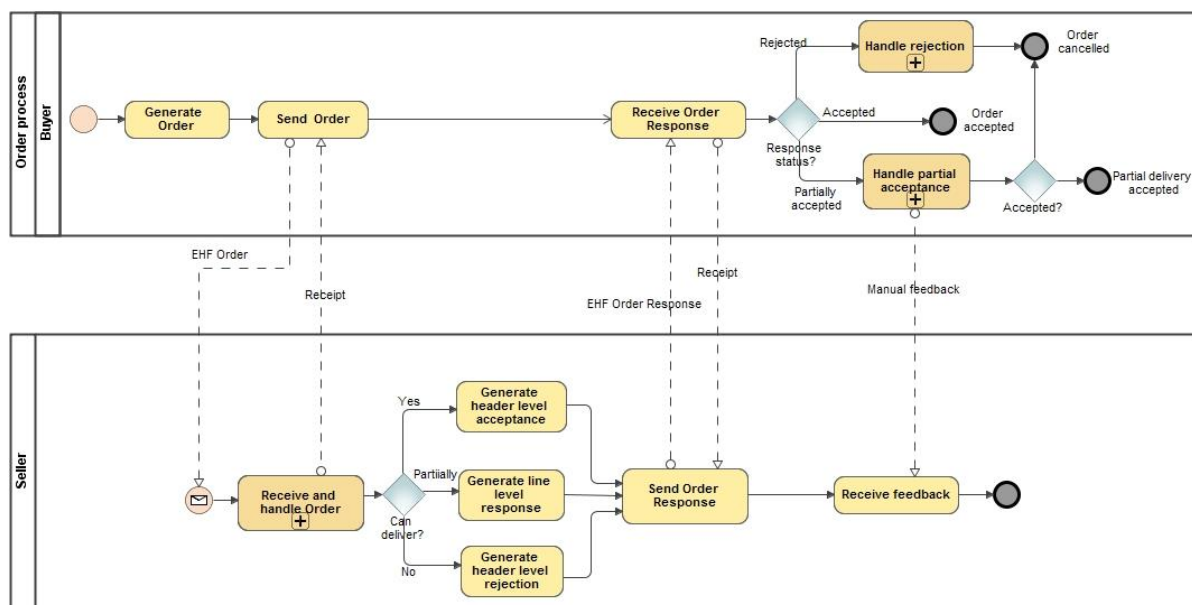 Order process
Buyer
Generate
Order
Send Order
Receive Order
Response
Rejected
Accepted
Response
status?
Partially
accepted
Handle rejection
Order
cancelled
Order
accepted
Handle partial
acceptance
Accepted?
Partial delivery
accepted
EHF Order
Receipt
EHF Order Response
Receipt
Manual feedback
Seller
Receive and
handle Order
Can
deliver?
Yes
Partiially
No
Generate
header level
acceptance
Generate line
level
response
Generate
header level
rejection
Send Order
Response
Receive feedback